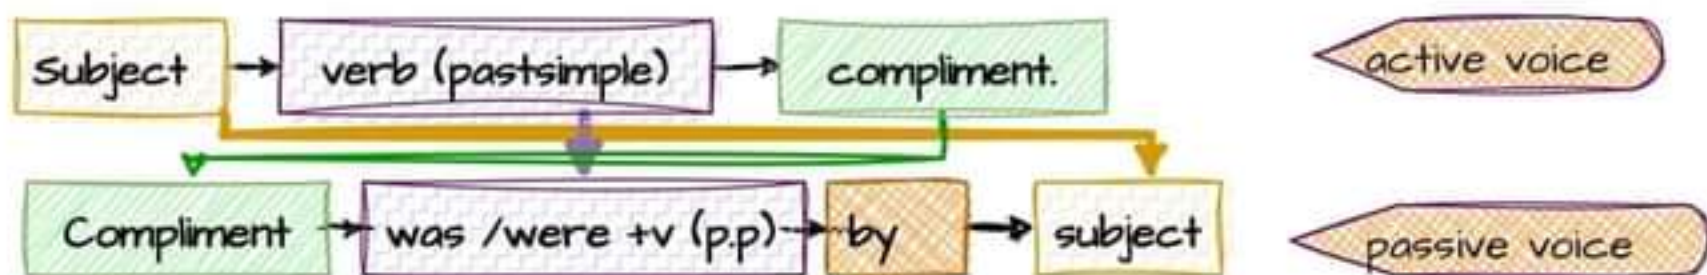 Subject verb (pastsimple) compliment. active voice
Compliment was /were +v (p.p) by subject passive voice